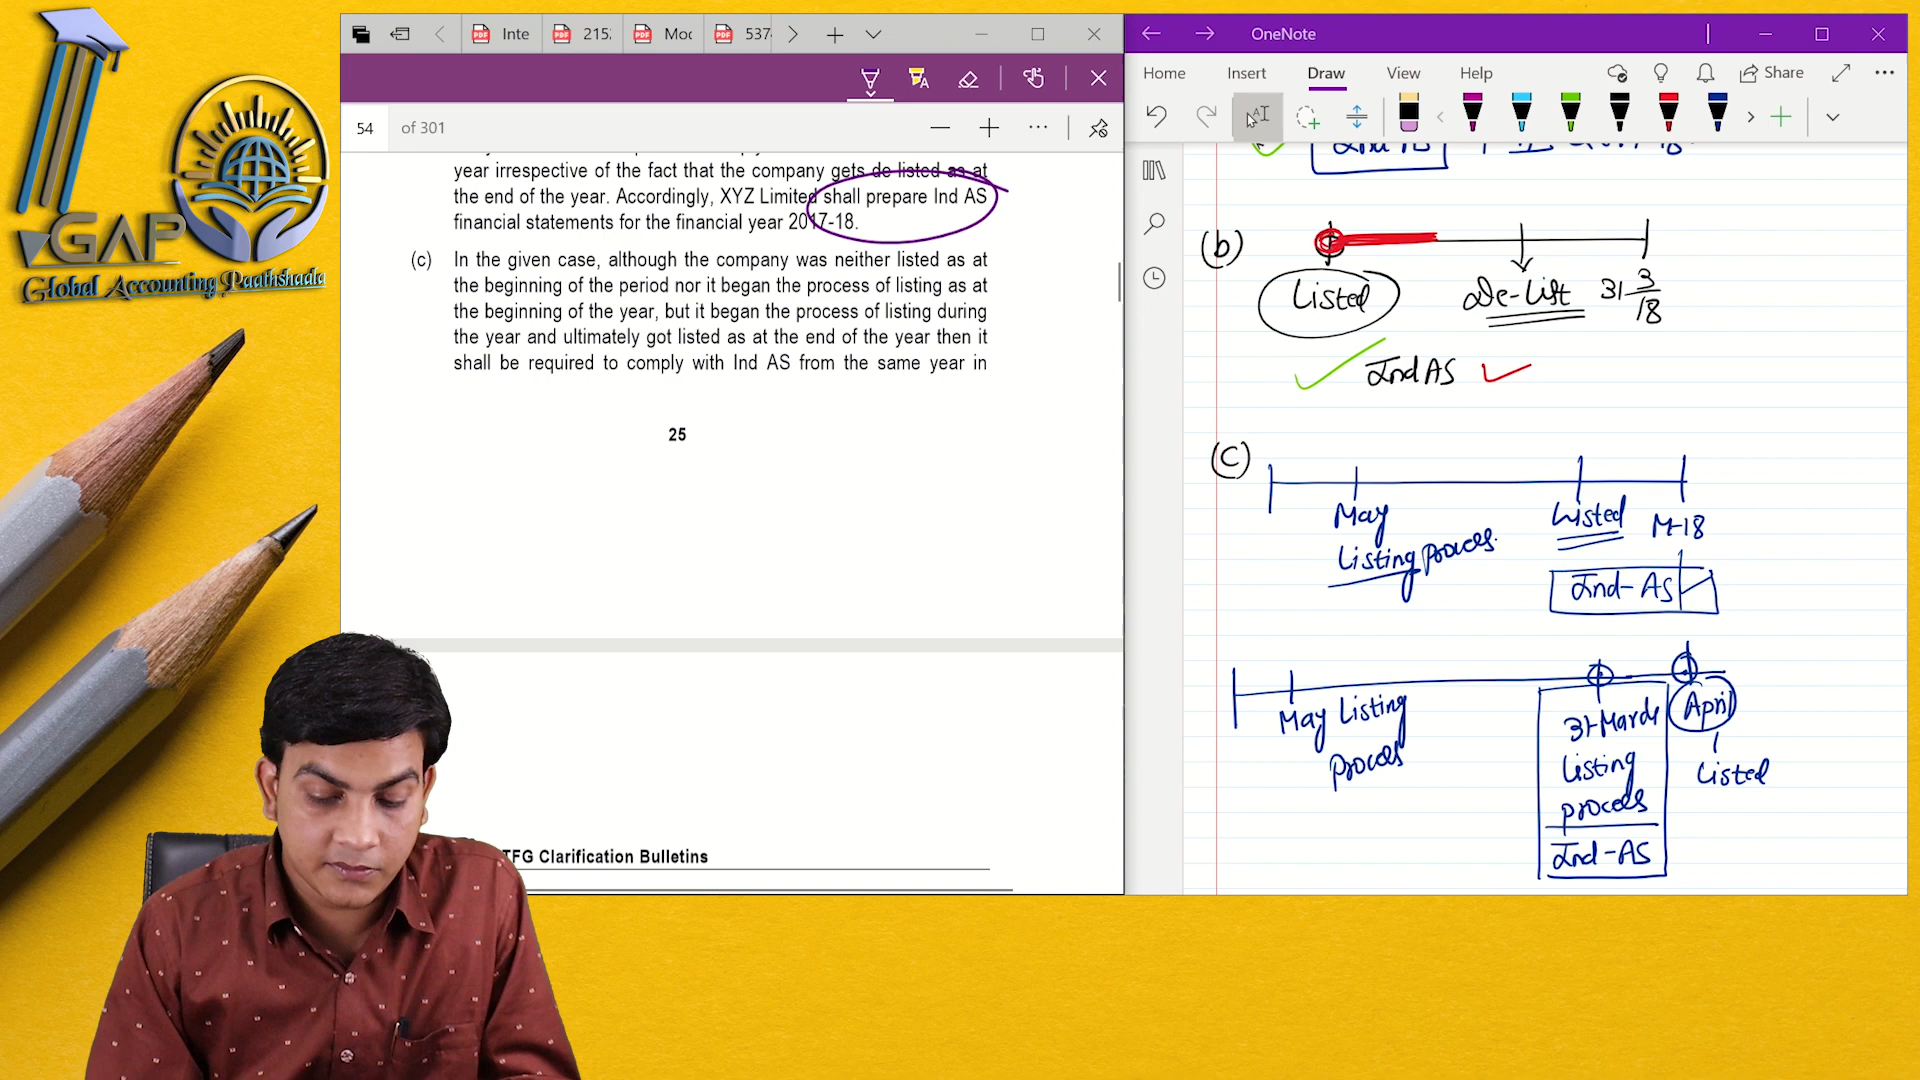 GAP
Global Accounting Paathshada
Inte
215
Moc
537
54
of 301
year irrespective of the fact that the company gets de listed as at
the end of the year. Accordingly, XYZ Limited shall prepare Ind AS
financial statements for the financial year 2017-18.
(c) In the given case, although the company was neither listed as at
the beginning of the period nor it began the process of listing as at
the beginning of the year, but it began the process of listing during
the year and ultimately got listed as at the end of the year then it
shall be required to comply with Ind AS from the same year in
25
TFG Clarification Bulletins
OneNote
Home
Insert
Draw
View
Help
Share
Ind AS
(b)
Listed
De-List
31 3/18
Ind AS
(C)
May
Listing process.
Listed
M-18
Ind-AS
May Listing
process
31-March
Listing
process
Ind-AS
April
Listed